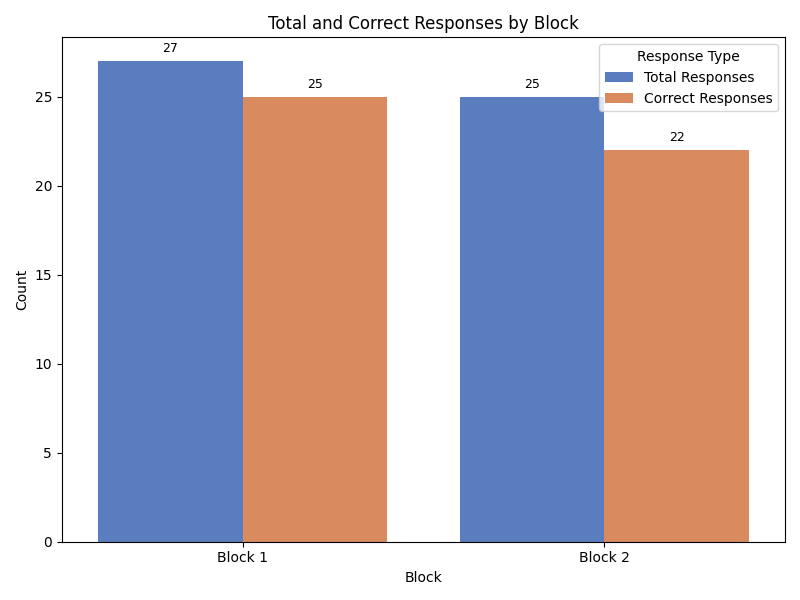 Total and Correct Responses by Block
27
25
25
22
Response Type
Total Responses
Correct Responses
25
20
15
10
5
0
Count
Block 1
Block 2
Block